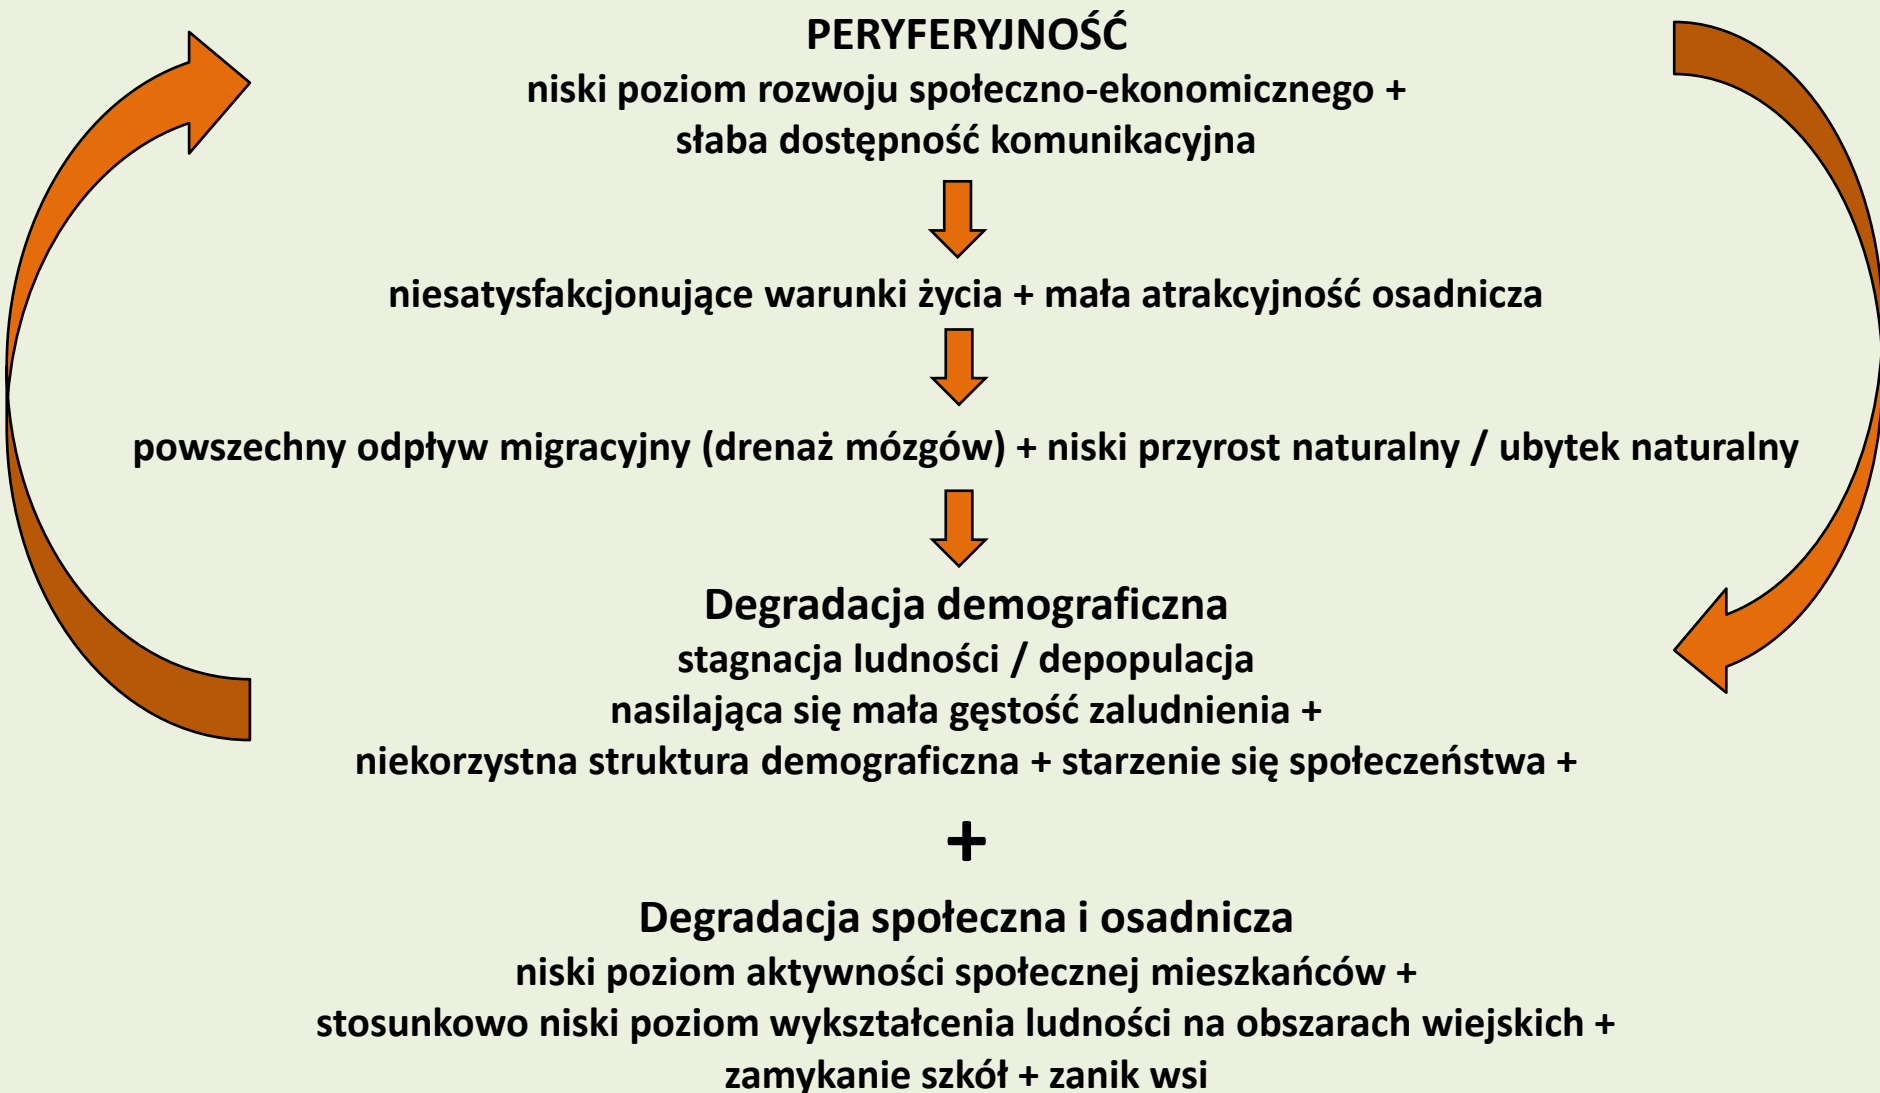 PERYFERYJNOŚĆ
niski poziom rozwoju społeczno-ekonomicznego +
słaba dostępność komunikacyjna
niesatysfakcjonujące warunki życia + mała atrakcyjność osadnicza
powszechny odpływ migracyjny (drenaż mózgów) + niski przyrost naturalny / ubytek naturalny
Degradacja demograficzna
stagnacja ludności / depopulacja
nasilająca się mała gęstość zaludnienia +
niekorzystna struktura demograficzna + starzenie się społeczeństwa +
+
Degradacja społeczna i osadnicza
niski poziom aktywności społecznej mieszkańców +
stosunkowo niski poziom wykształcenia ludności na obszarach wiejskich +
zamykanie szkół + zanik wsi